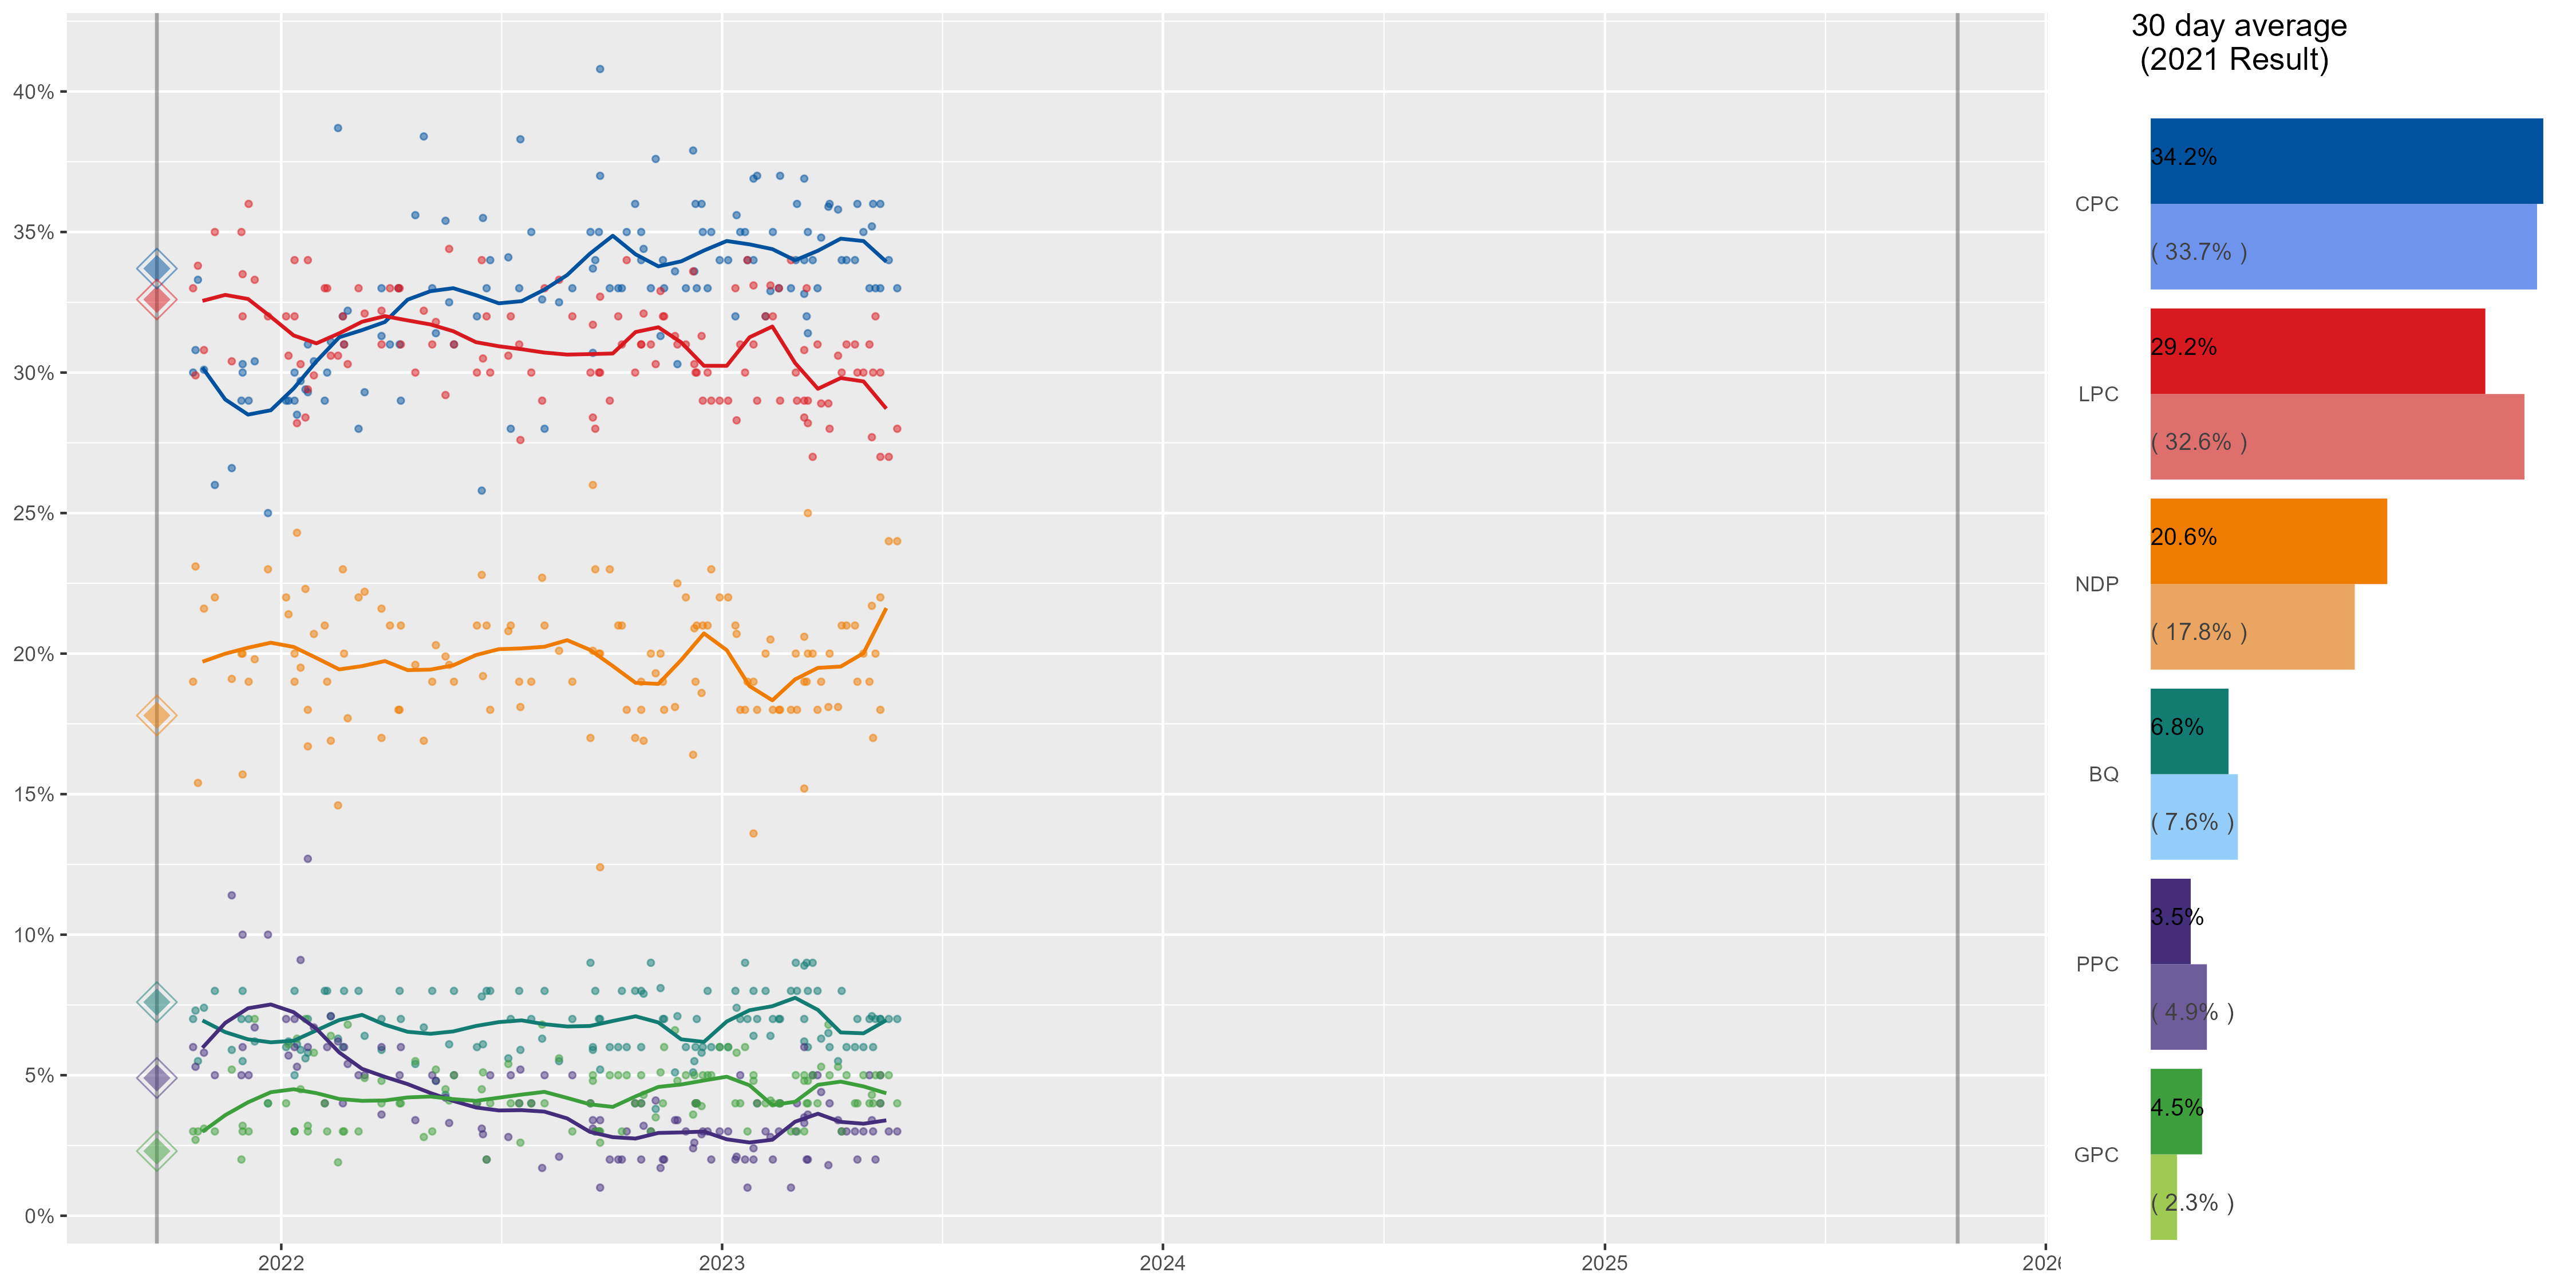 40%
35%
30%
25%
20%
15%
10%
5%
0%
2022
2023
2024
2025
30 day average
(2021 Result)
CPC
34.2%
( 33.7% )
LPC
29.2%
( 32.6% )
NDP
20.6%
( 17.8% )
BQ
6.8%
( 7.6% )
PPC
3.5%
( 4.9% )
GPC
4.5%
( 2.3% )